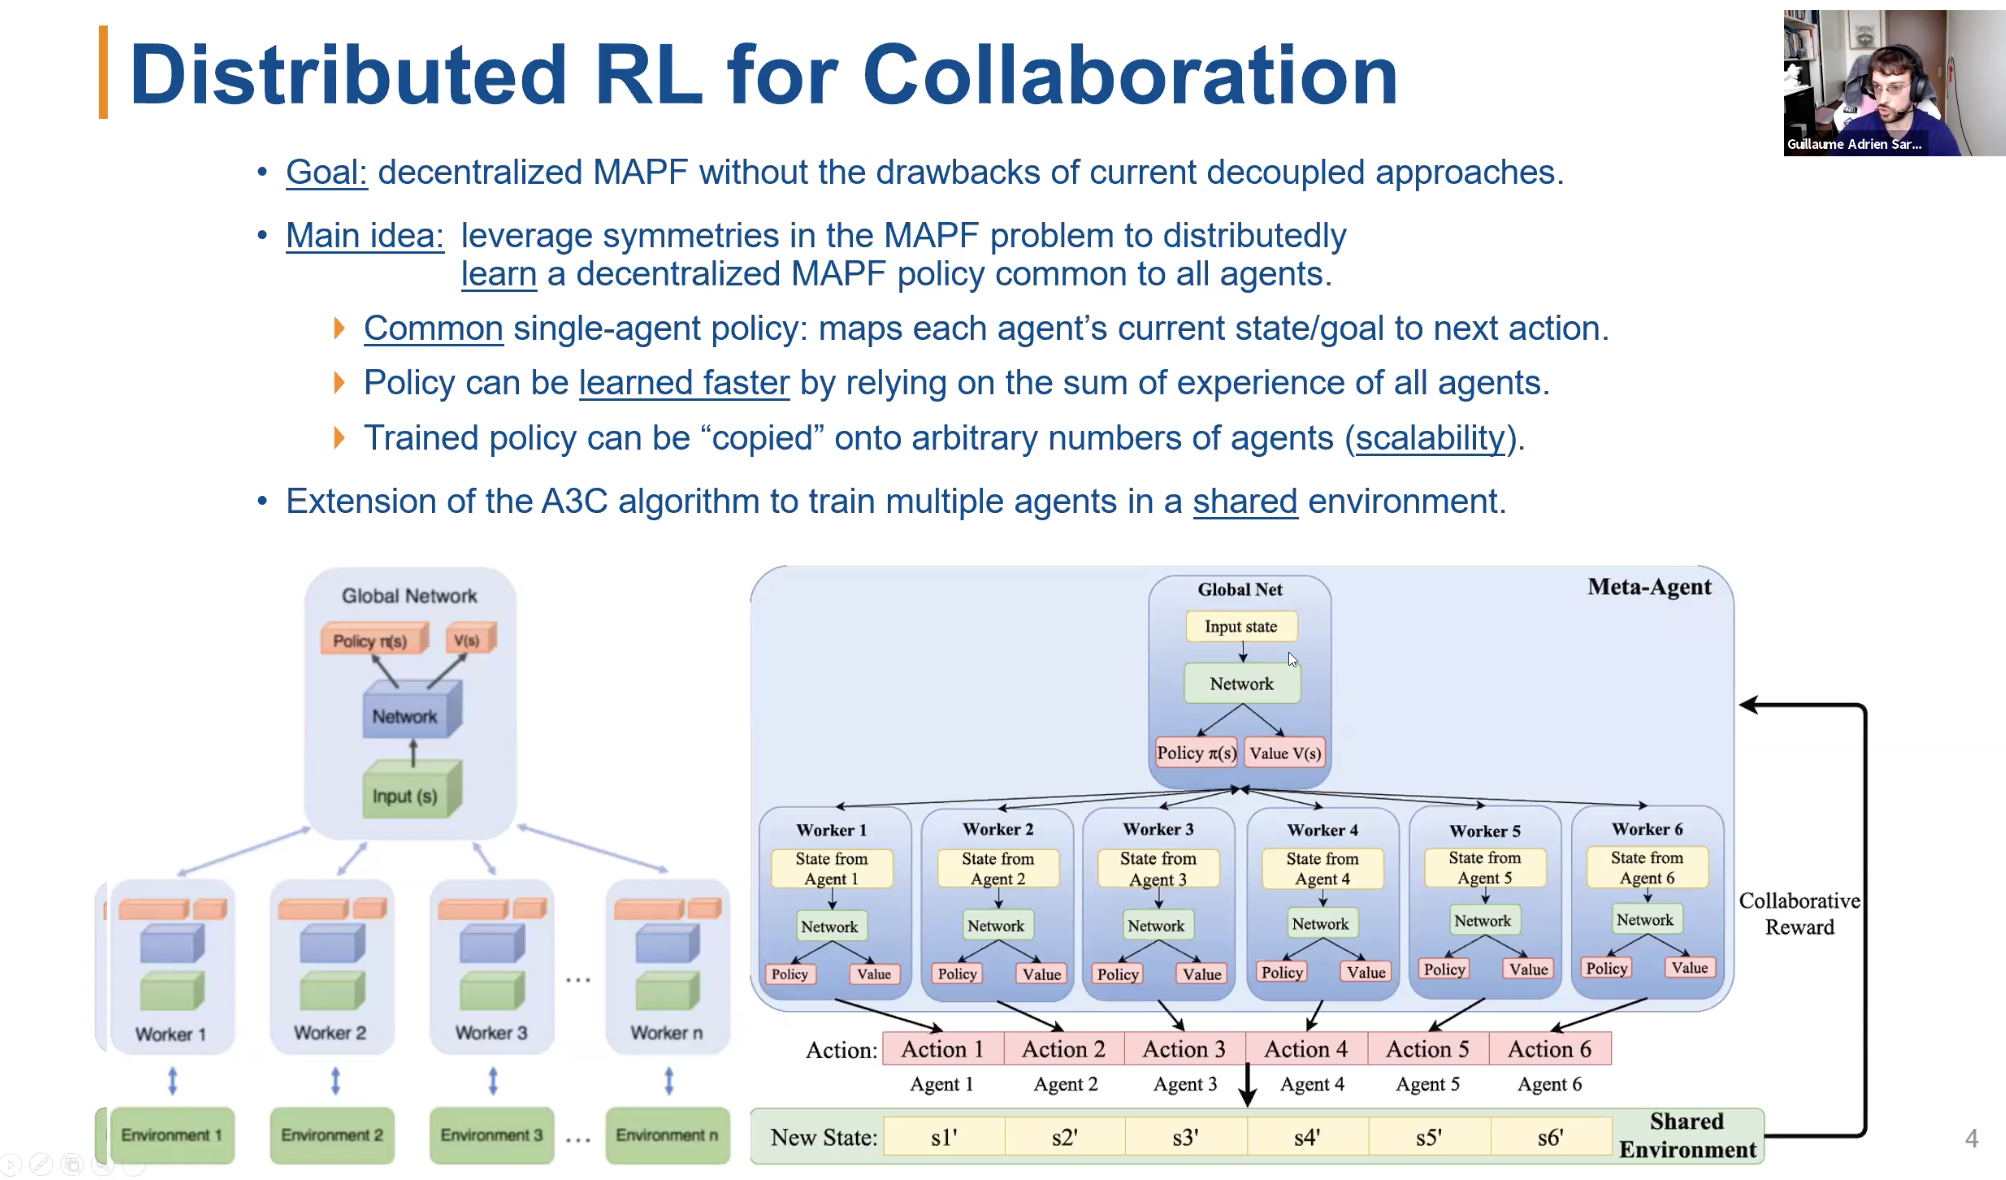 Distributed RL for Collaboration
Guillaume Adrien Sar...
• Goal: decentralized MAPF without the drawbacks of current decoupled approaches.
• Main idea: leverage symmetries in the MAPF problem to distributedly
learn a decentralized MAPF policy common to all agents.
Common single-agent policy: maps each agent's current state/goal to next action.
Policy can be learned faster by relying on the sum of experience of all agents.
Trained policy can be “copied” onto arbitrary numbers of agents (scalability).
• Extension of the A3C algorithm to train multiple agents in a shared environment.
Global Network
Policy π(s) V(s)
Network
Input (s)
Worker 1 Worker 2 Worker 3 ... Worker n
Environment 1 Environment 2 Environment 3 ... Environment n
Meta-Agent
Global Net
Input state
Network
Policy π(s) Value V(s)
Worker 1 Worker 2 Worker 3 Worker 4 Worker 5 Worker 6
State from State from State from State from State from State from
Agent 1 Agent 2 Agent 3 Agent 4 Agent 5 Agent 6
Network Network Network Network Network Network
Policy Value Policy Value Policy Value Policy Value Policy Value Policy Value
Collaborative
Reward
Action: Action 1 Action 2 Action 3 Action 4 Action 5 Action 6
Agent 1 Agent 2 Agent 3 Agent 4 Agent 5 Agent 6
New State: s1' s2' s3' s4' s5' s6'
Shared
Environment
4